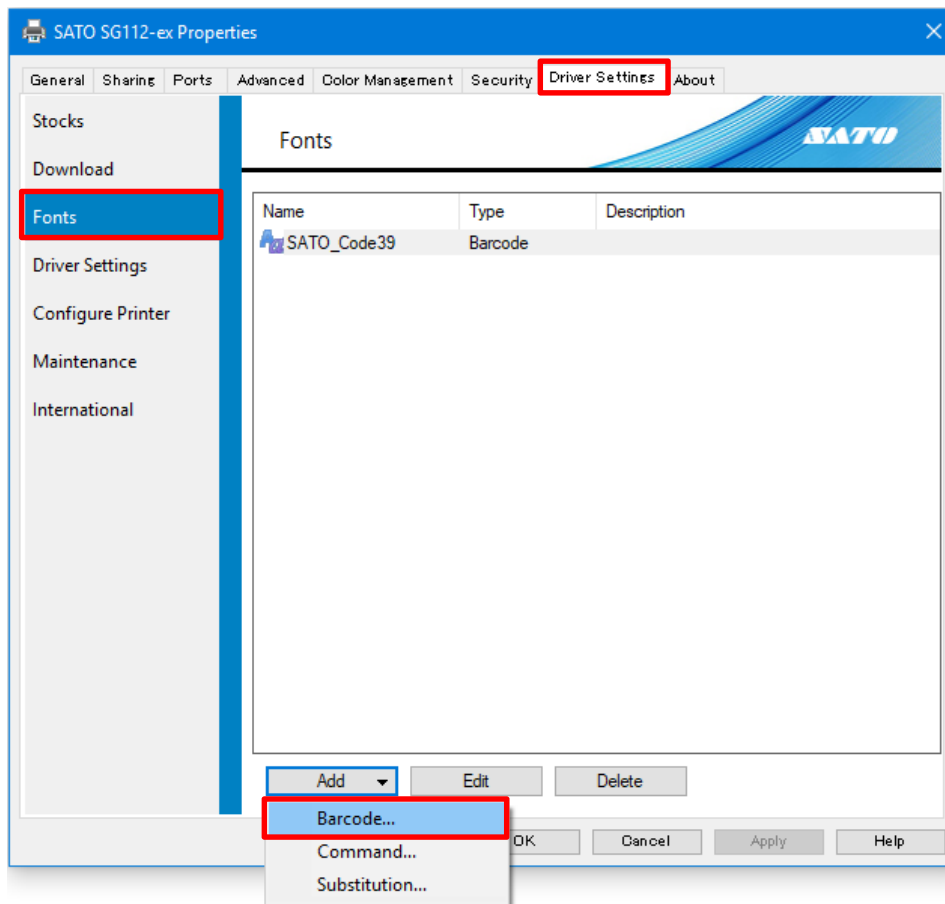 SATO SG112-ex Properties
General Sharing Ports Advanced Color Management Security Driver Settings About
Stocks
Download
Fonts
Driver Settings
Configure Printer
Maintenance
International
Fonts
SATO
Name Type Description
SATO_Code39 Barcode
Add Edit Delete
Barcode...
Command...
Substitution...
OK Cancel Apply Help